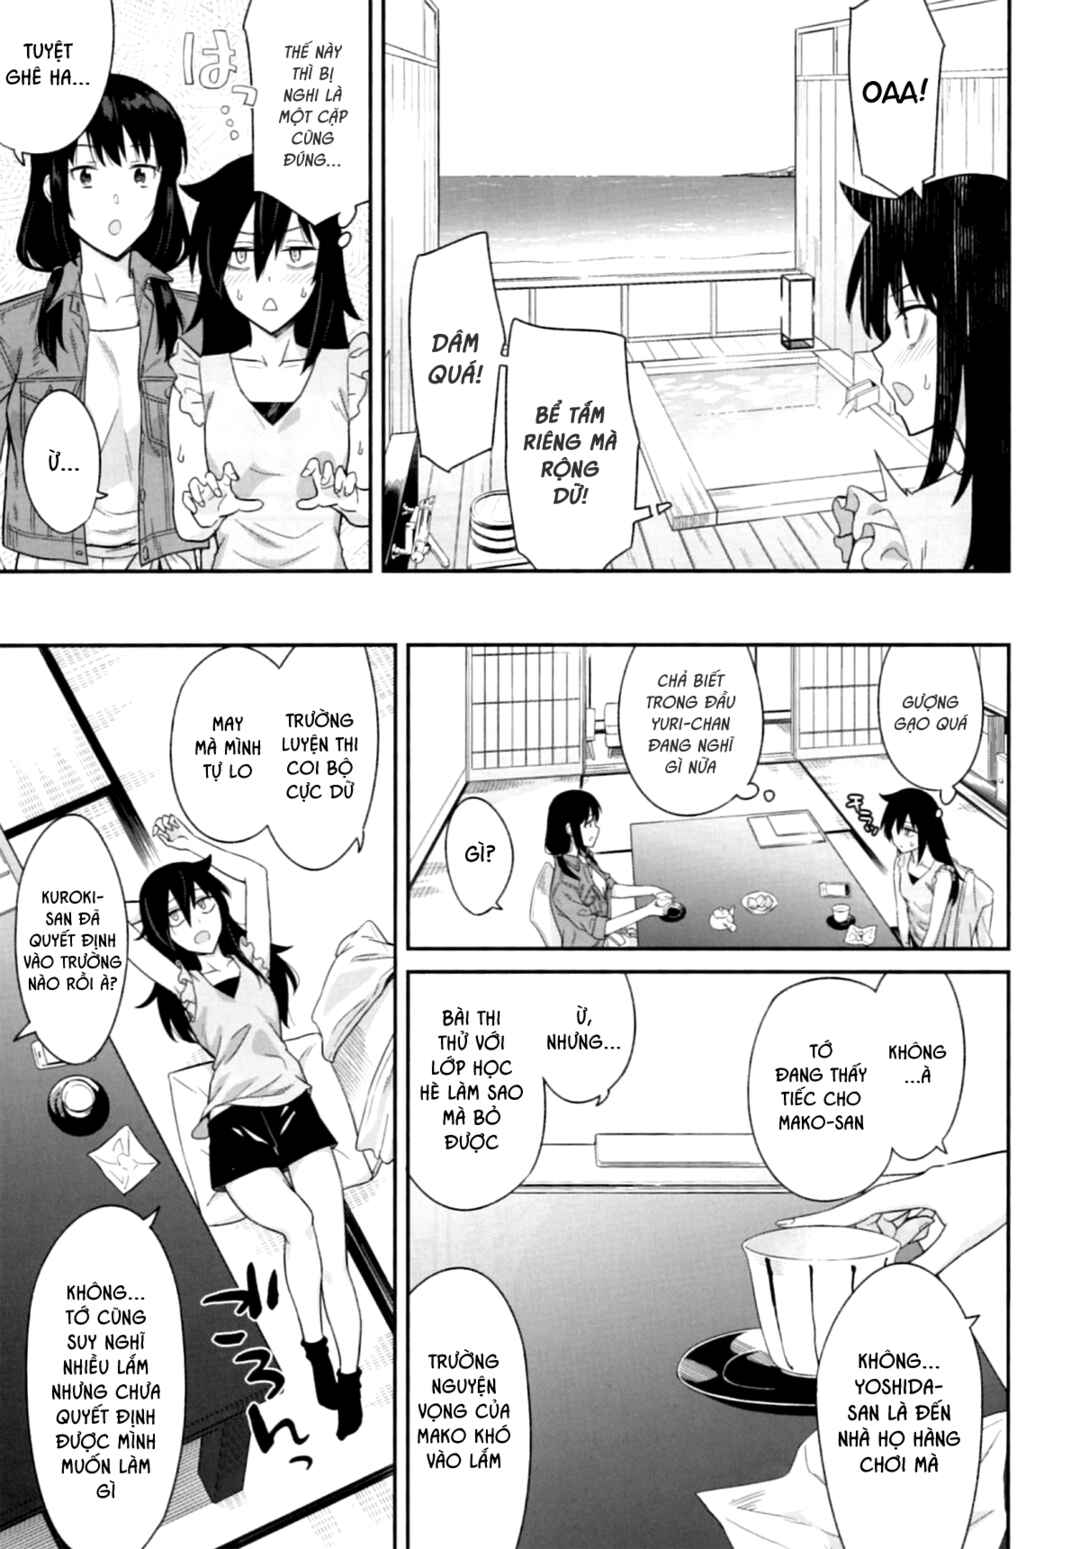 OAA!
BỂ TẮM
RIÊNG MÀ
RỘNG
DỮ!
DÂM
QUÁ!
THẾ NÀY
THÌ BỊ
NGHI LÀ
MỘT CẶP
CŨNG
ĐÚNG...
はっ...
TUYỆT
GHÊ HA...
Ừ...
GƯỢNG
GẠO QUÁ
CHẢ BIẾT
TRONG ĐẦU
YURI-CHAN
ĐANG NGHĨ
GÌ NỮA
GÌ?
KHÔNG
...À
TỚ
ĐANG THẤY
TIẾC CHO
MAKO-SAN
Ừ,
NHƯNG...
BÀI THI
THỬ VỚI
LỚP HỌC
HÈ LÀM SAO
MÀ BỎ
ĐƯỢC
KHÔNG...
YOSHIDA-
SAN LÀ ĐẾN
NHÀ HỌ HÀNG
CHƠI MÀ
TRƯỜNG
NGUYỆN
VỌNG CỦA
MAKO KHÓ
VÀO LẮM
TRƯỜNG
LUYỆN THI
COI BỘ
CỰC DỮ
MAY
MÀ MÌNH
TỰ LO
KUROKI-
SAN ĐÃ
QUYẾT ĐỊNH
VÀO TRƯỜNG
NÀO RỒI À?
KHÔNG...
TỚ CŨNG
SUY NGHĨ
NHIỀU LẮM
NHƯNG CHƯA
QUYẾT ĐỊNH
ĐƯỢC MÌNH
MUỐN LÀM
GÌ
ごろん